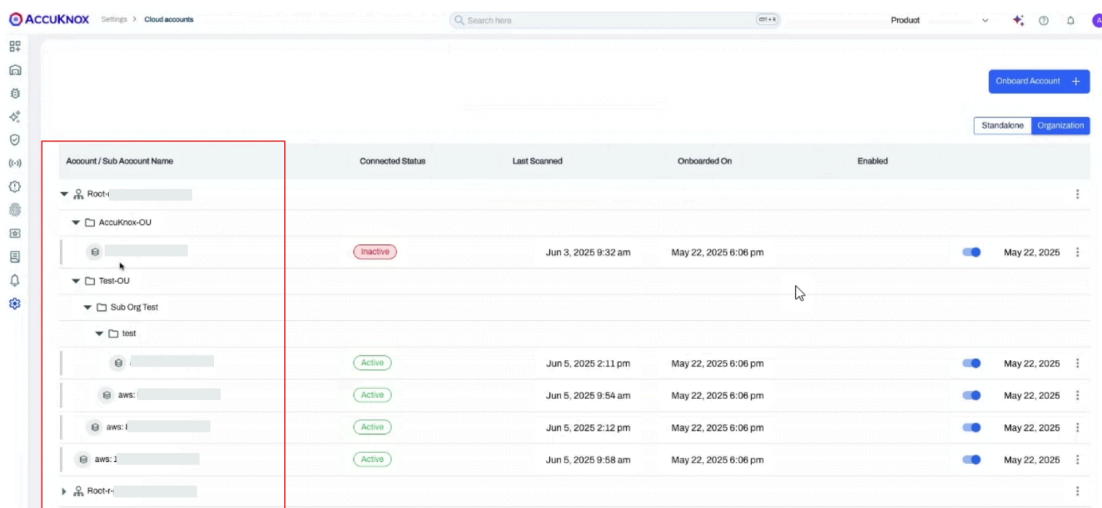 ACCUKNOX Settings > Cloud accounts Search here ctrl + k Product
Onboard Account +
Standalone Organization
Account / Sub Account Name Connected Status Last Scanned Onboarded On Enabled
Root-
AccuKnox-OU
Inactive Jun 3, 2025 9:32 am May 22, 2025 6:06 pm May 22, 2025
Test-OU
Sub Org Test
test
Active Jun 5, 2025 2:11 pm May 22, 2025 6:06 pm May 22, 2025
aws: Active Jun 5, 2025 9:54 am May 22, 2025 6:06 pm May 22, 2025
aws: Active Jun 5, 2025 2:12 pm May 22, 2025 6:06 pm May 22, 2025
aws: 1 Active Jun 5, 2025 9:58 am May 22, 2025 6:06 pm May 22, 2025
Root-r-